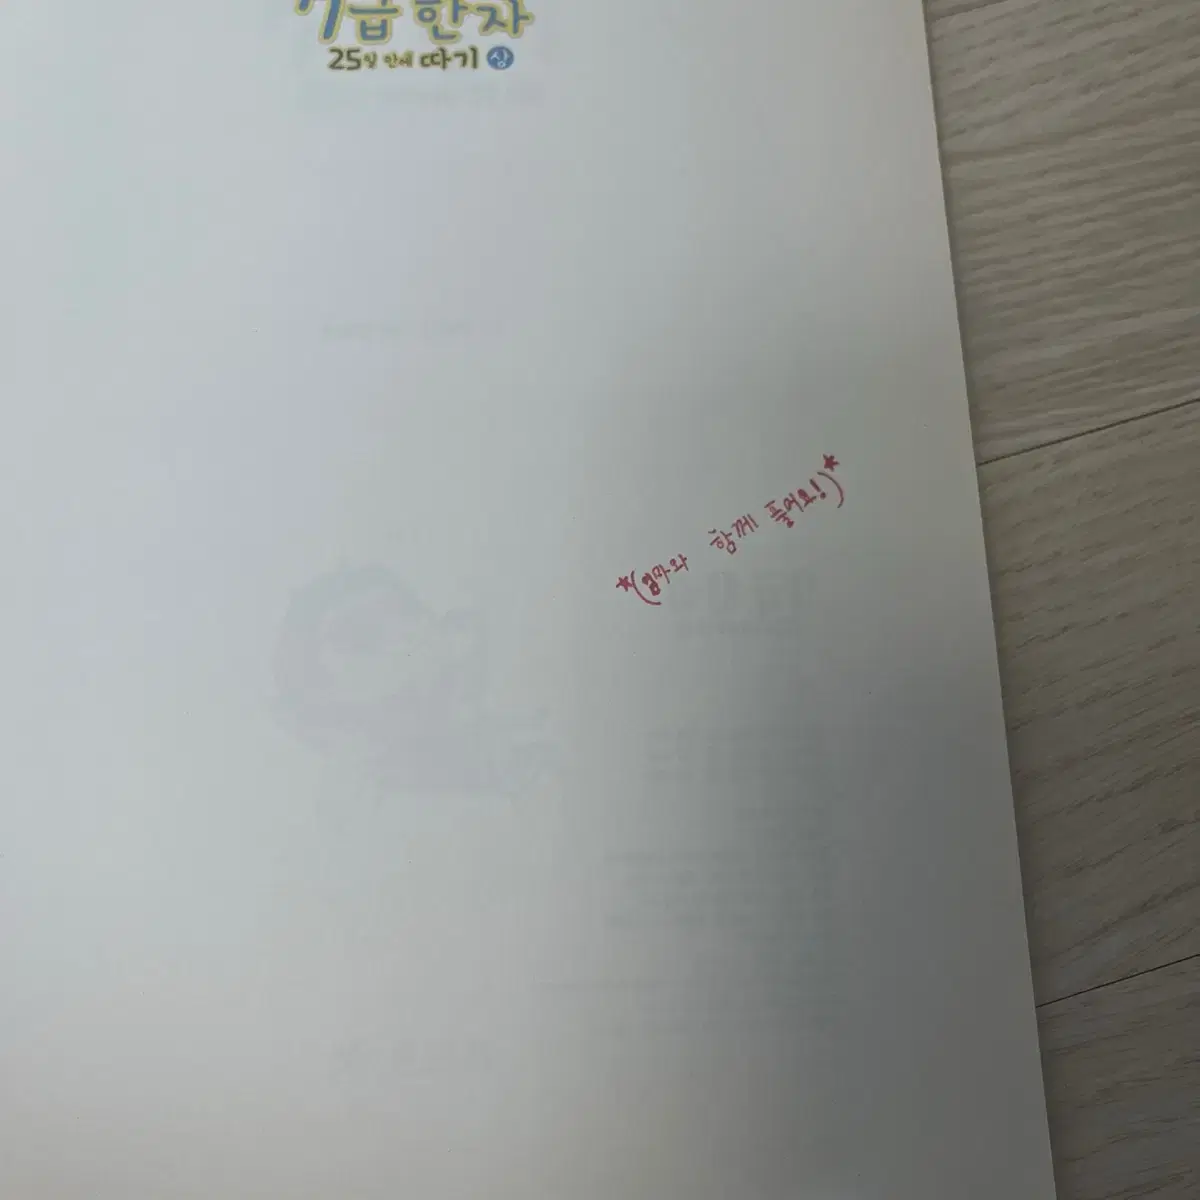 7급 한자
25일 만에 따기 상
*(엄마와 함께 풀어요!)*